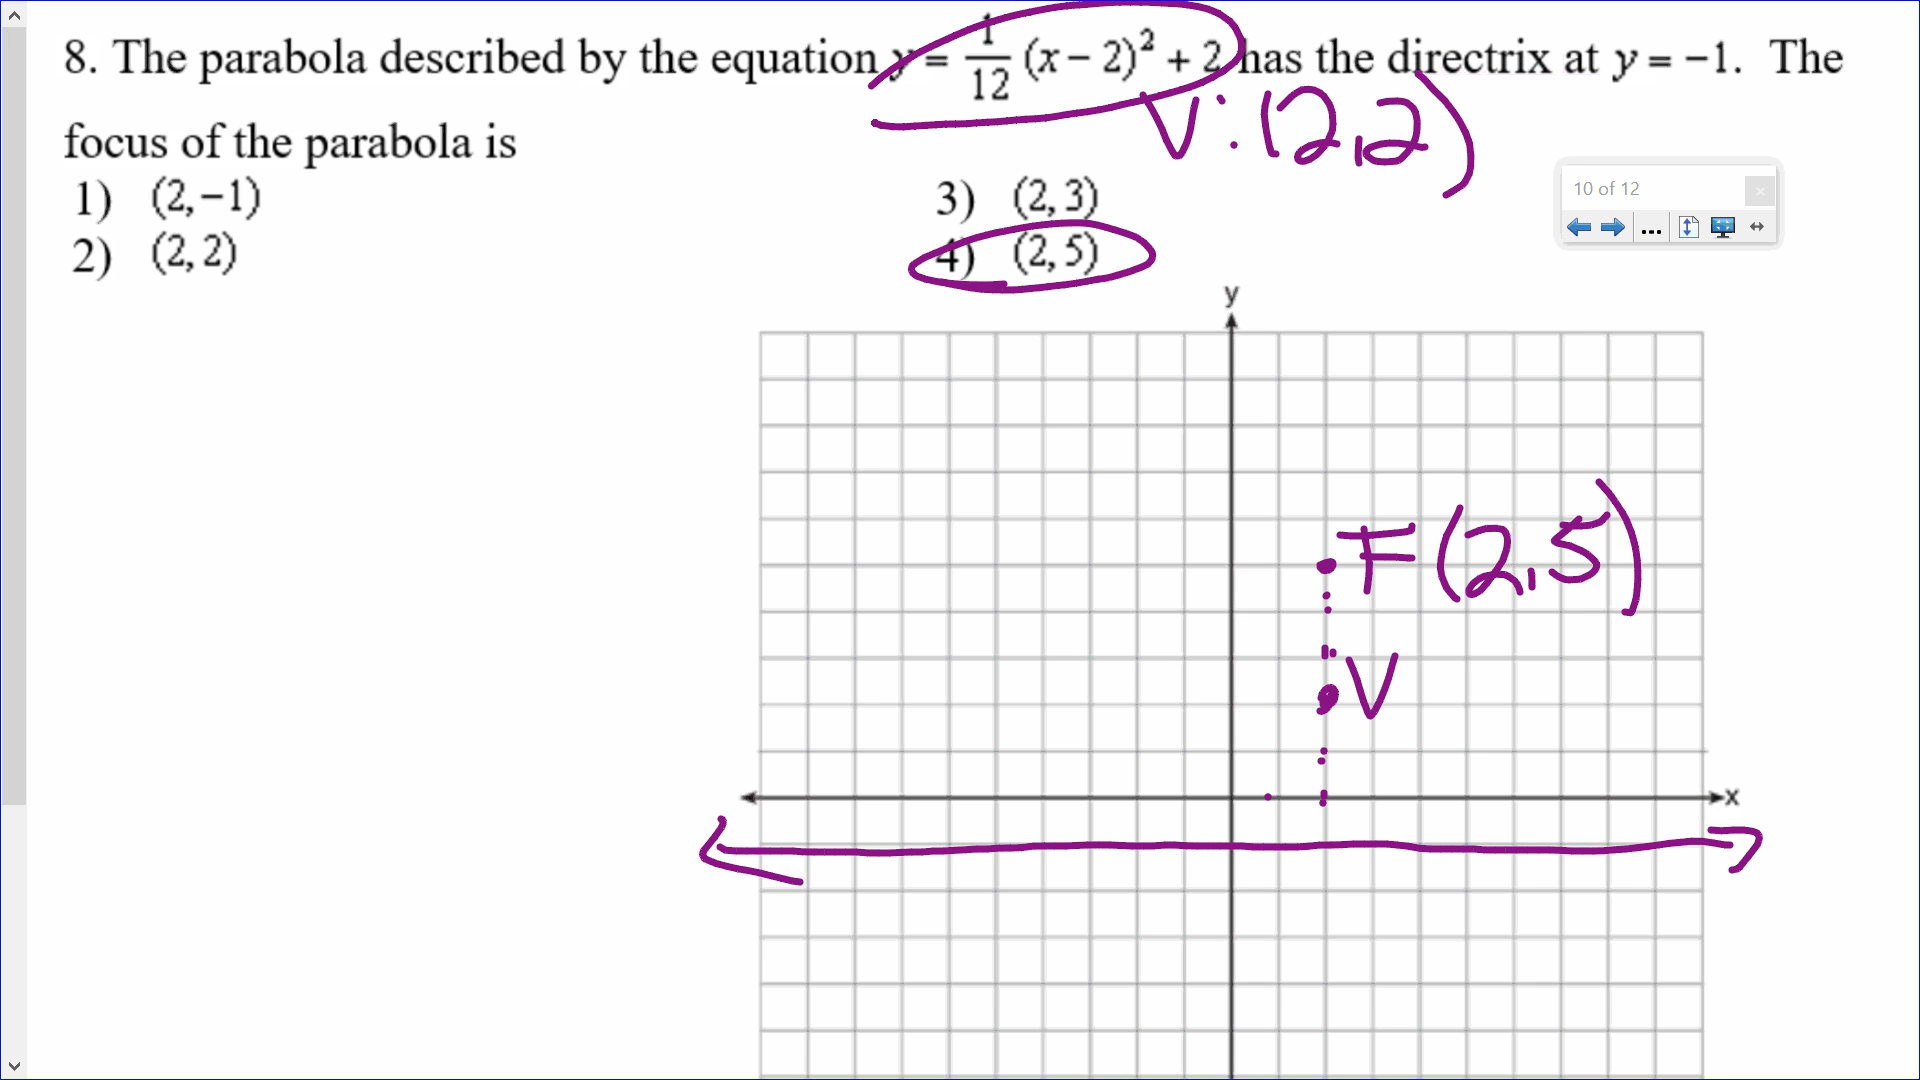 8. The parabola described by the equation y = 1/12 (x − 2)² + 2 has the directrix at y = −1. The
V: (2,2)
focus of the parabola is
1) (2,−1)
3) (2,3)
2) (2,2)
4) (2,5)
10 of 12
y
F (2,5)
V
x